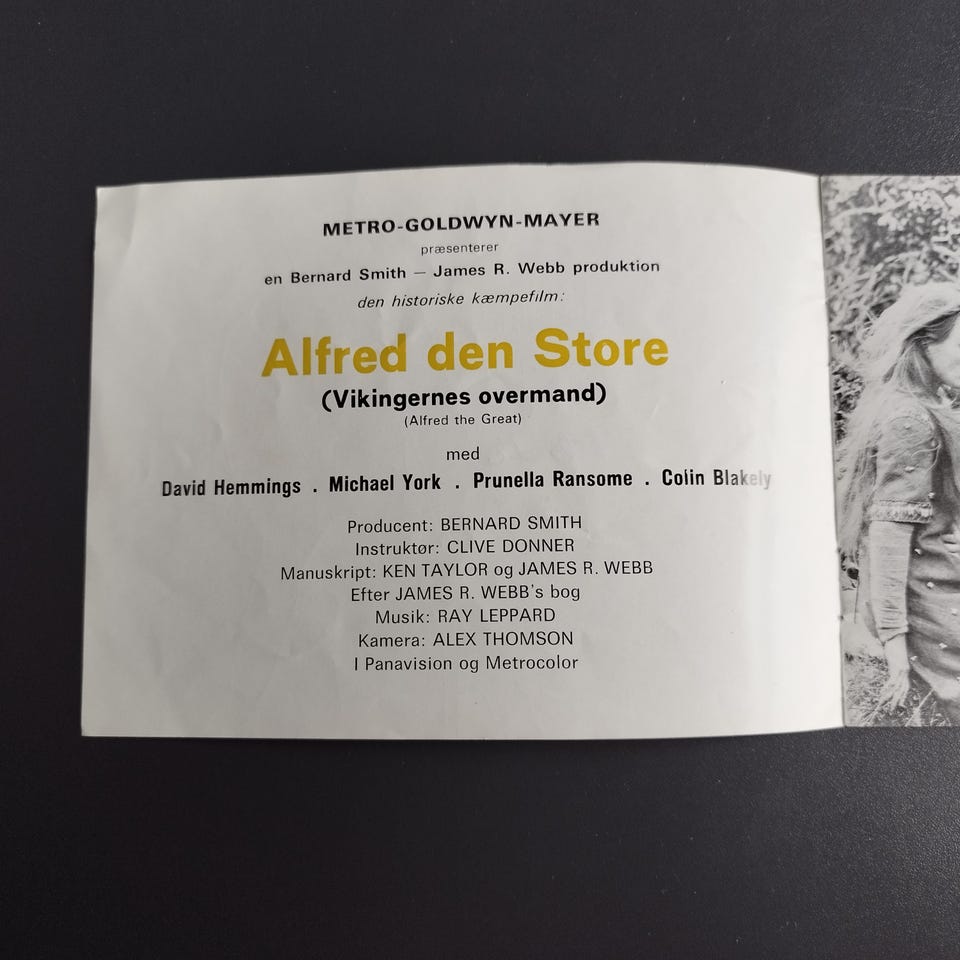 METRO-GOLDWYN-MAYER
præsenterer
en Bernard Smith — James R. Webb produktion
den historiske kæmpefilm:
Alfred den Store
(Vikingernes overmand)
(Alfred the Great)
med
David Hemmings . Michael York . Prunella Ransome . Colin Blakely
Producent: BERNARD SMITH
Instruktør: CLIVE DONNER
Manuskript: KEN TAYLOR og JAMES R. WEBB
Efter JAMES R. WEBB's bog
Musik: RAY LEPPARD
Kamera: ALEX THOMSON
I Panavision og Metrocolor